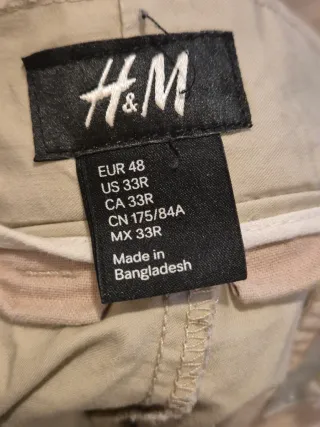 H&M
EUR 48
US 33R
CA 33R
CN 175/84A
MX 33R
Made in
Bangladesh